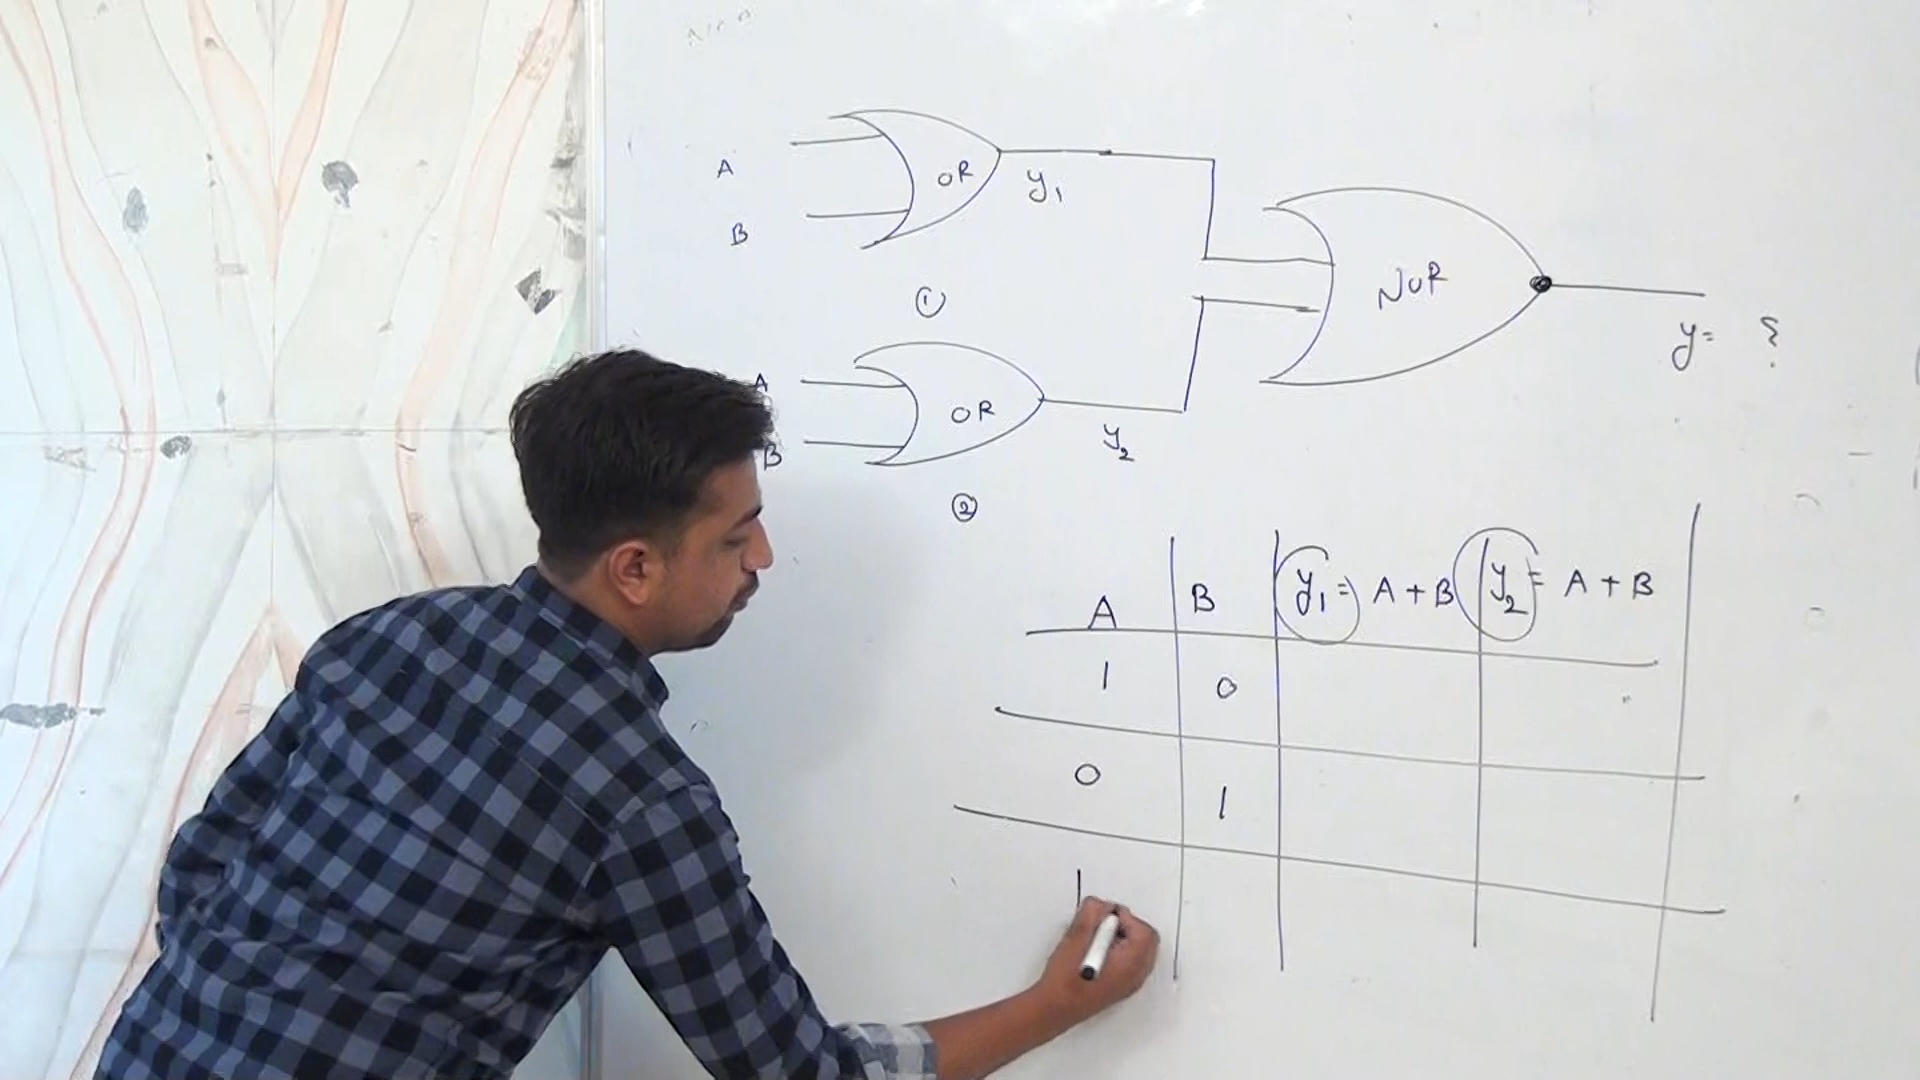 A
B
OR
y₁
①
NOR
y= ?
A
B
OR
y₂
②
A B y₁= A + B y₂= A + B
1 0
0 1
1